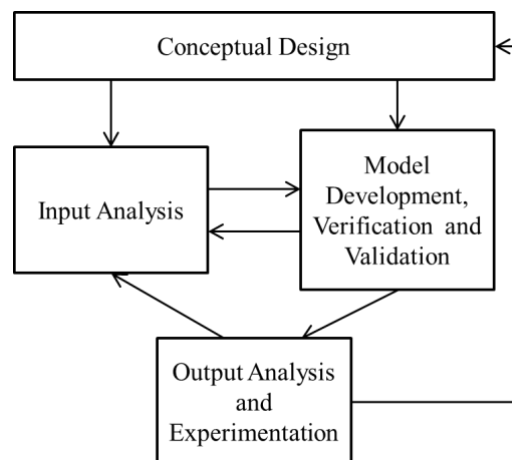 Conceptual Design
Input Analysis
Model
Development,
Verification and
Validation
Output Analysis
and
Experimentation